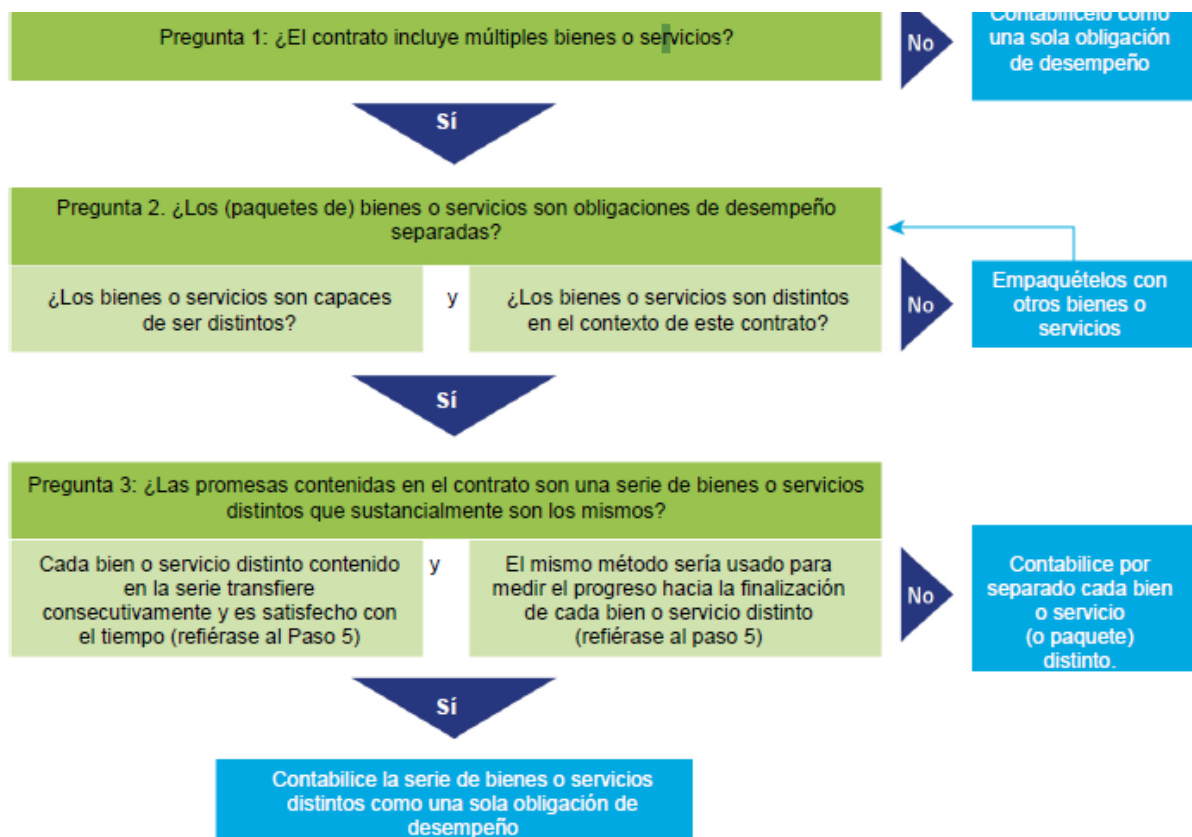 Pregunta 1: ¿El contrato incluye múltiples bienes o servicios?
No
Contabilícelo como
una sola obligación
de desempeño
Sí
Pregunta 2. ¿Los (paquetes de) bienes o servicios son obligaciones de desempeño
separadas?
¿Los bienes o servicios son capaces
de ser distintos?
y
¿Los bienes o servicios son distintos
en el contexto de este contrato?
No
Empaquételos con
otros bienes o
servicios
Sí
Pregunta 3: ¿Las promesas contenidas en el contrato son una serie de bienes o servicios
distintos que sustancialmente son los mismos?
Cada bien o servicio distinto contenido
en la serie transfiere
consecutivamente y es satisfecho con
el tiempo (refiérase al Paso 5)
y
El mismo método sería usado para
medir el progreso hacia la finalización
de cada bien o servicio distinto
(refiérase al paso 5)
No
Contabilice por
separado cada bien
o servicio
(o paquete)
distinto.
Sí
Contabilice la serie de bienes o servicios
distintos como una sola obligación de
desempeño